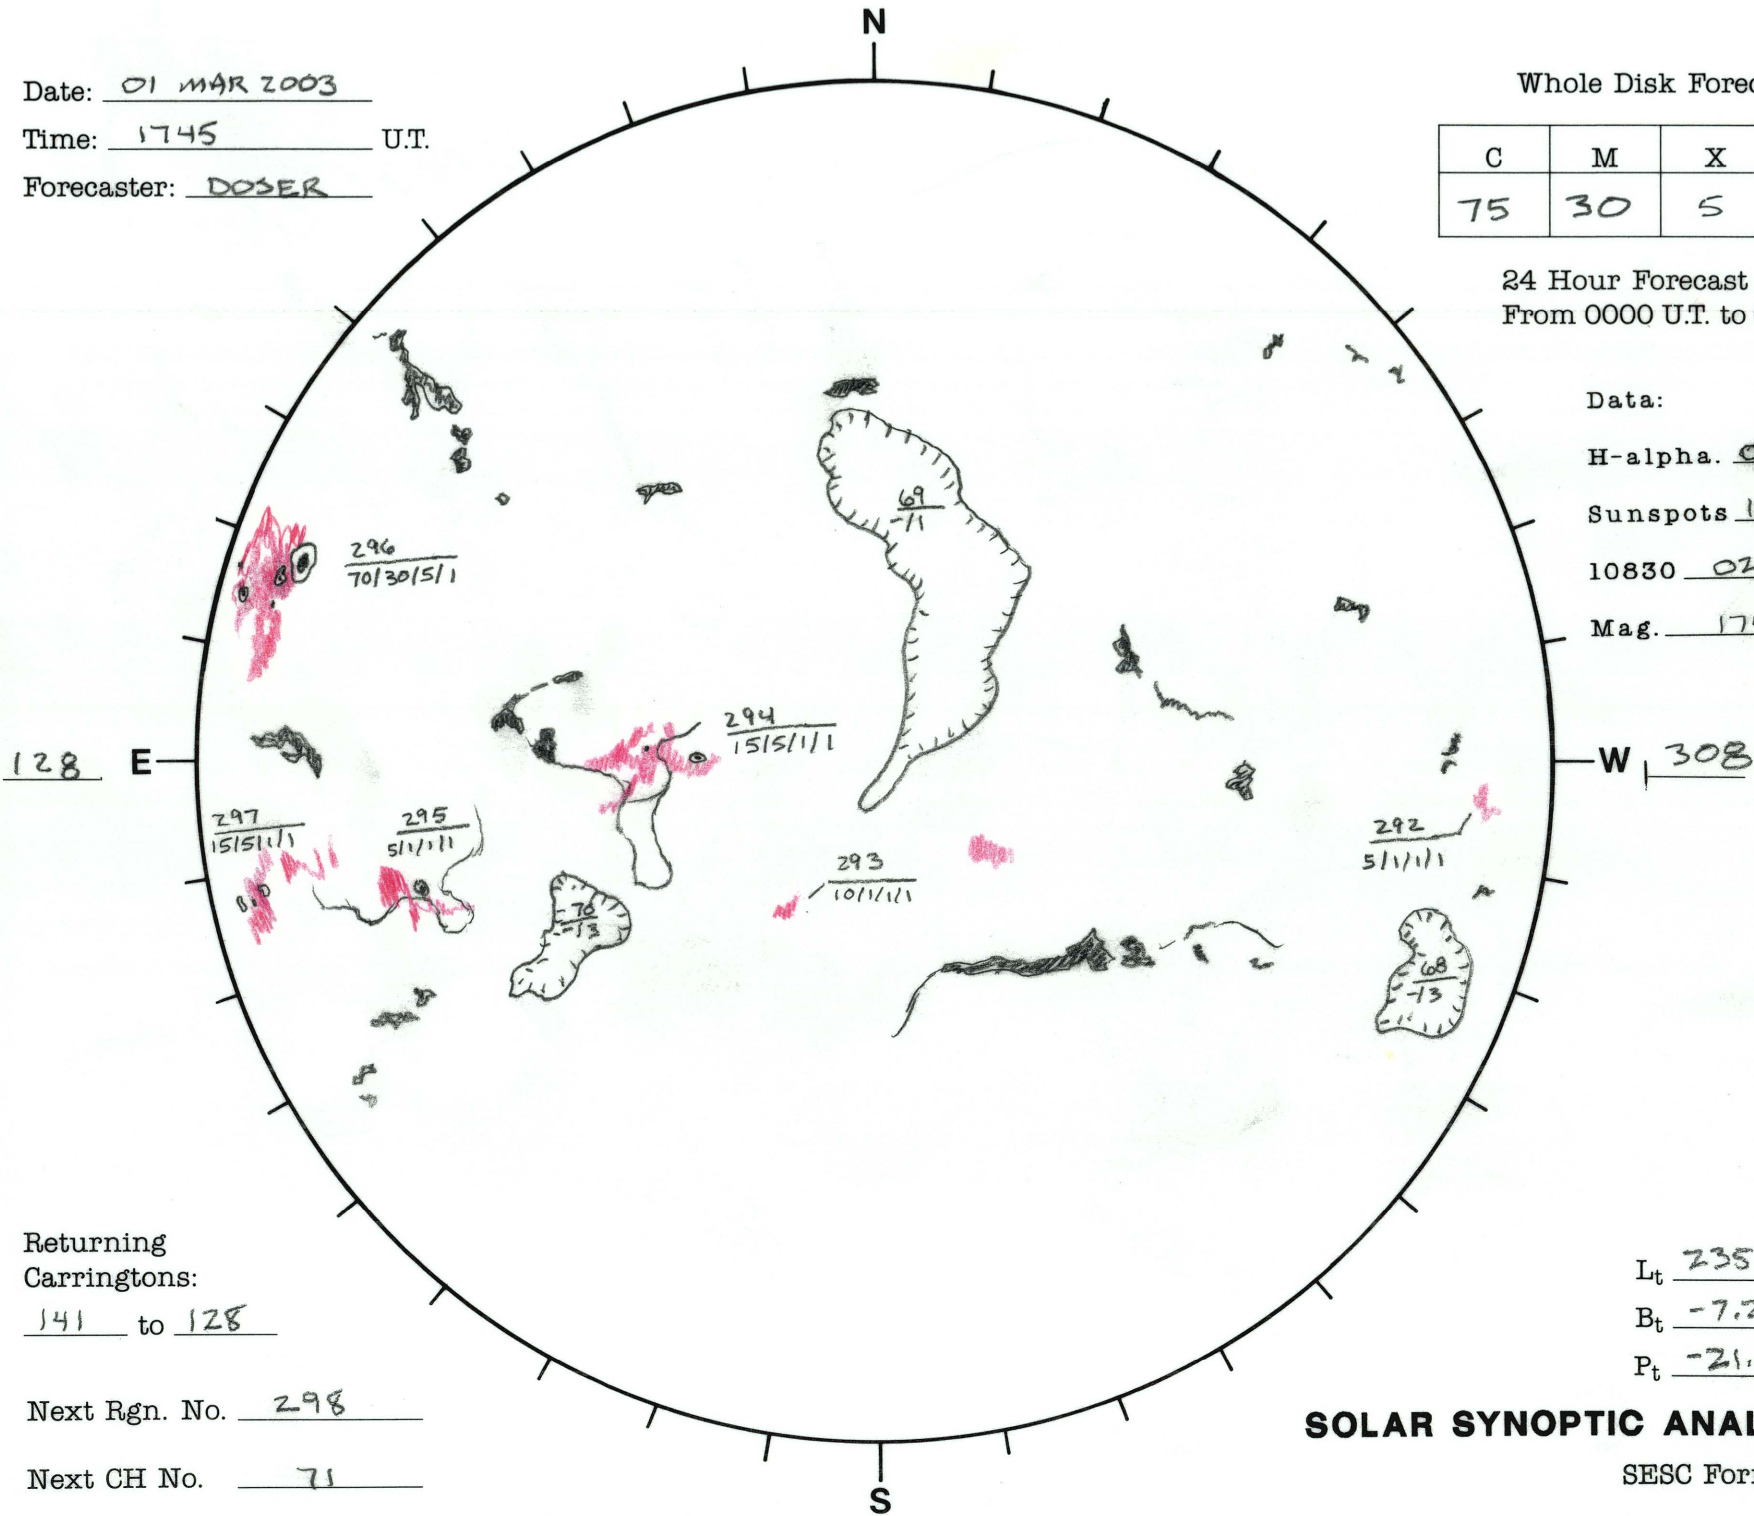 N
Date: 01 MAR 2003
Time: 1745 U.T.
Forecaster: DOSER
Whole Disk Forec
C M X
75 30 5
24 Hour Forecast
From 0000 U.T. to
Data:
H-alpha.
Sunspots 1
10830 02
Mag. 17
296
70/30/5/1
69
-/1
294
15/5/1/1
128 E
W 308
297
15/5/1/1
295
5/1/1/1
293
10/1/1/1
292
5/1/1/1
70
-/3
68
-/3
Returning
Carringtons:
141 to 128
Next Rgn. No. 298
Next CH No. 71
Lt 235
Bt -7.2
Pt -21.
SOLAR SYNOPTIC ANAL
SESC For
S